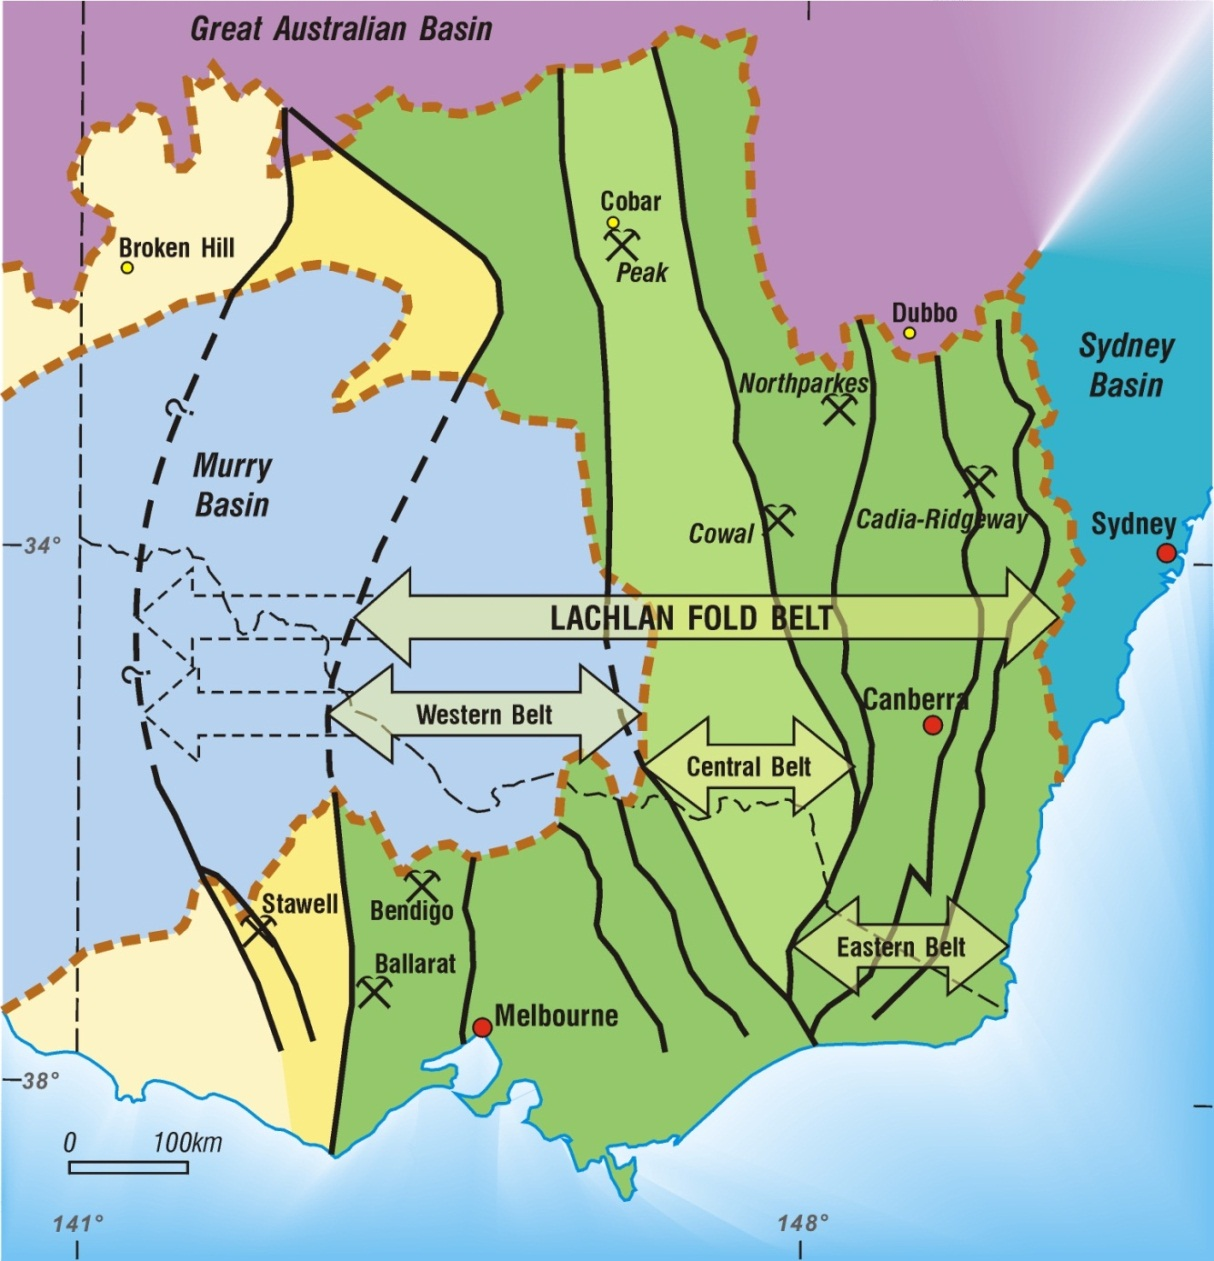 Great Australian Basin
Cobar
Broken Hill
Peak
Dubbo
Sydney
Basin
Northparkes
?
Murry
Basin
Cowal
Cadia-Ridgeway
Sydney
34°
LACHLAN FOLD BELT
?
Canberra
Western Belt
Central Belt
Stawell
Bendigo
Eastern Belt
Ballarat
Melbourne
38°
0 100km
141° 148°